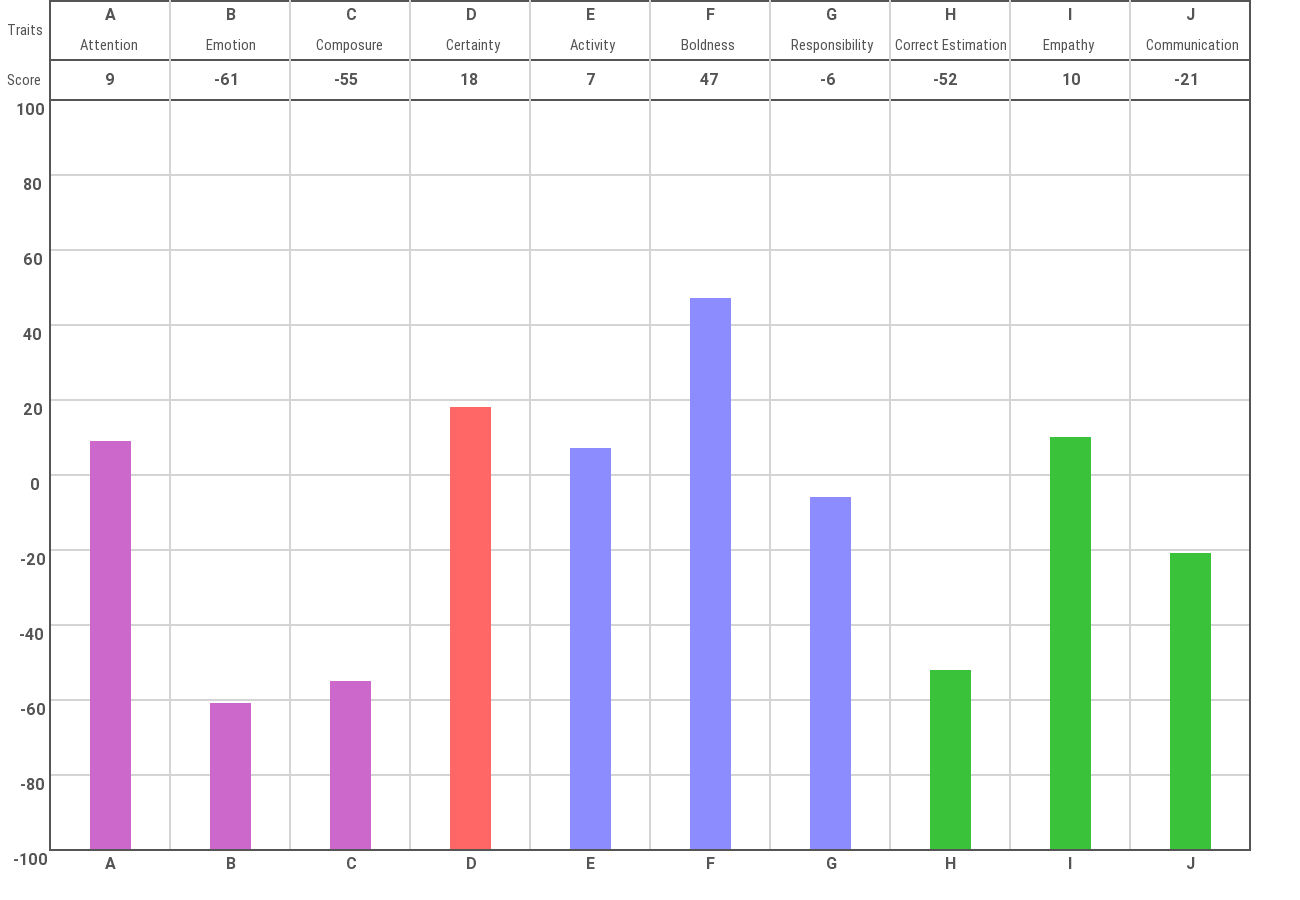 Traits A B C D E F G H I J
Attention Emotion Composure Certainty Activity Boldness Responsibility Correct Estimation Empathy Communication
Score 9 -61 -55 18 7 47 -6 -52 10 -21
100
80
60
40
20
0
-20
-40
-60
-80
-100
A B C D E F G H I J